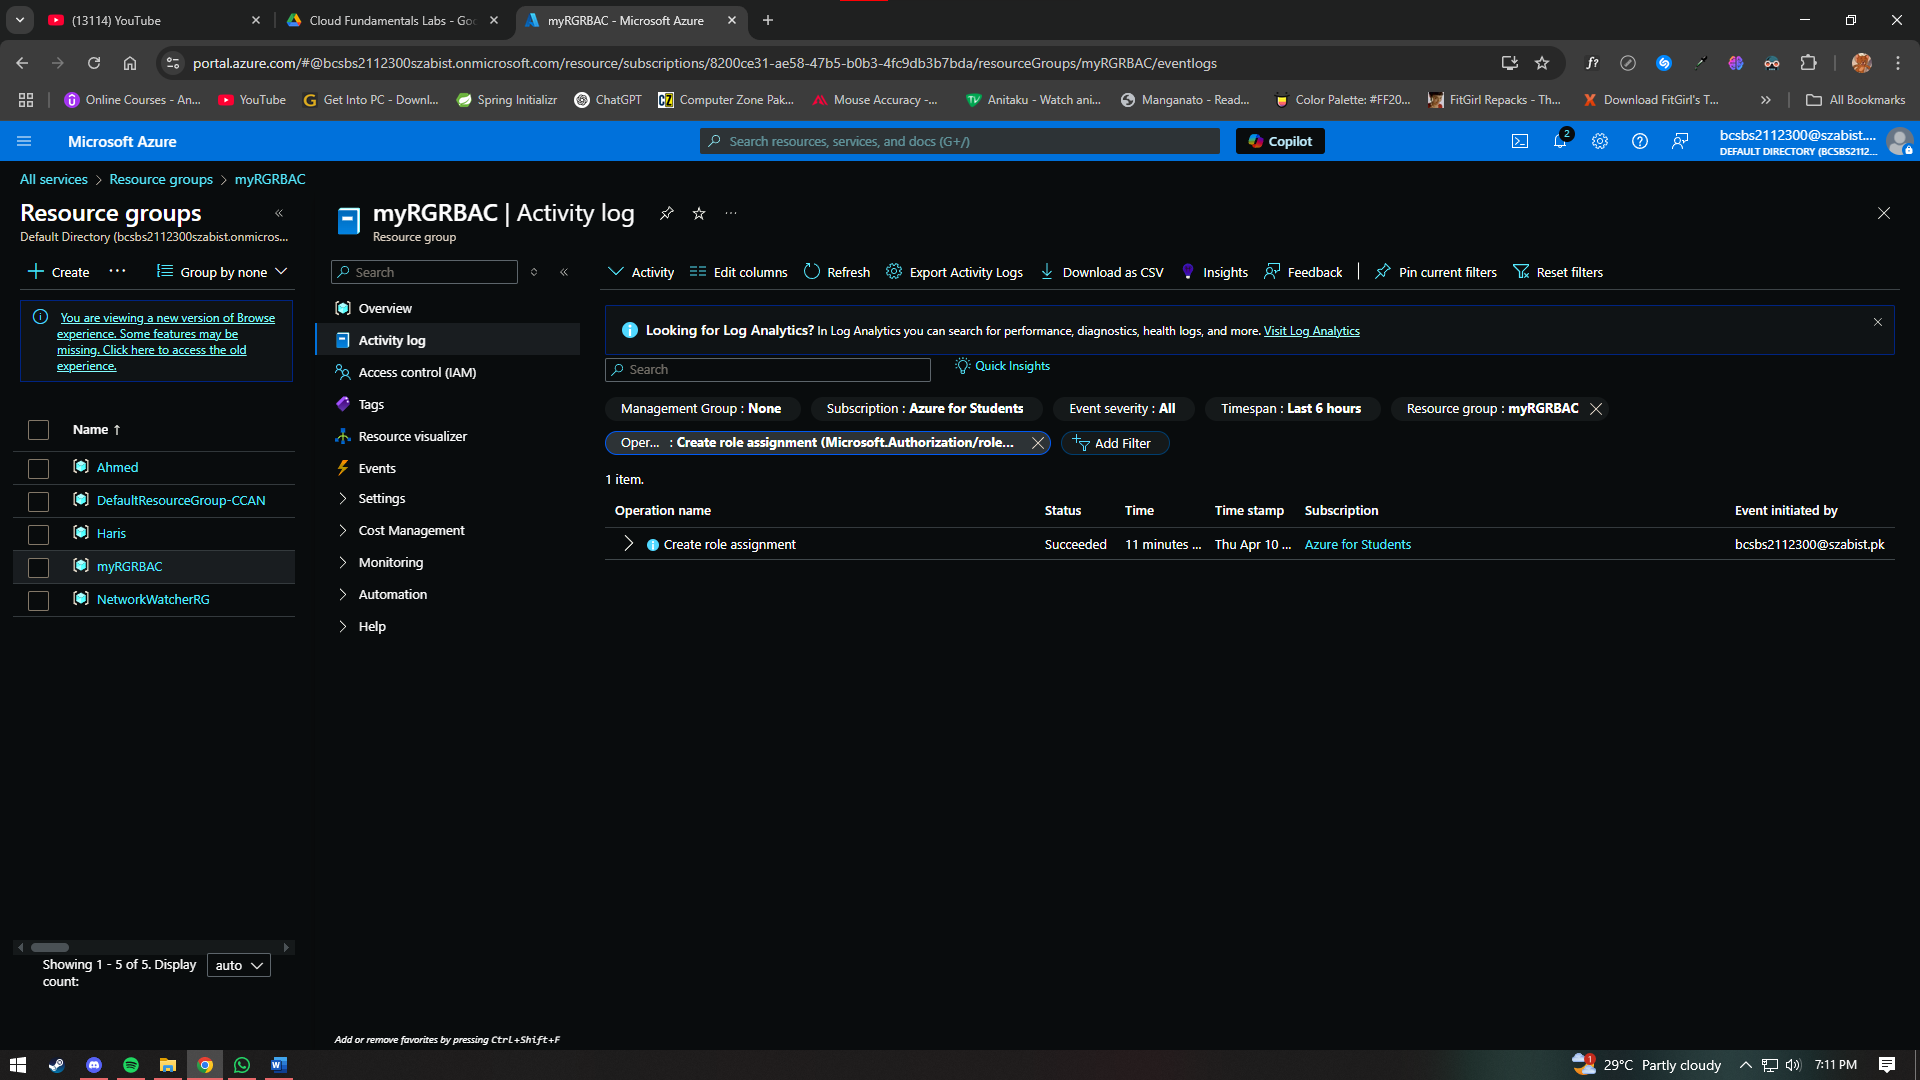 (13114) YouTube
Cloud Fundamentals Labs - Goo
myRGRBAC - Microsoft Azure
portal.azure.com/#@bcsbs2112300szabist.onmicrosoft.com/resource/subscriptions/8200ce31-ae58-47b5-b0b3-4fc9db3b7bda/resourceGroups/myRGRBAC/eventlogs
f?
Online Courses - An...
YouTube
Get Into PC - Downl...
Spring Initializr
ChatGPT
Computer Zone Pak...
Mouse Accuracy -...
Anitaku - Watch ani...
Manganato - Read...
Color Palette: #FF20...
FitGirl Repacks - Th...
Download FitGirl's T...
All Bookmarks
Microsoft Azure
Search resources, services, and docs (G+/)
Copilot
2
bcsbs2112300@szabist....
DEFAULT DIRECTORY (BCSBS2112...
All services > Resource groups > myRGRBAC
Resource groups
Default Directory (bcsbs2112300szabist.onmicros...
Create
Group by none
You are viewing a new version of Browse
experience. Some features may be
missing. Click here to access the old
experience.
Name ↑
Ahmed
DefaultResourceGroup-CCAN
Haris
myRGRBAC
NetworkWatcherRG
Showing 1 - 5 of 5. Display
count:
auto
myRGRBAC | Activity log
Resource group
Search
Overview
Activity log
Access control (IAM)
Tags
Resource visualizer
Events
Settings
Cost Management
Monitoring
Automation
Help
Add or remove favorites by pressing Ctrl+Shift+F
Activity
Edit columns
Refresh
Export Activity Logs
Download as CSV
Insights
Feedback
Pin current filters
Reset filters
Looking for Log Analytics? In Log Analytics you can search for performance, diagnostics, health logs, and more. Visit Log Analytics
Search
Quick Insights
Management Group : None
Subscription : Azure for Students
Event severity : All
Timespan : Last 6 hours
Resource group : myRGRBAC
Oper... : Create role assignment (Microsoft.Authorization/role...
Add Filter
1 item.
Operation name
Status
Time
Time stamp
Subscription
Event initiated by
Create role assignment
Succeeded
11 minutes ...
Thu Apr 10 ...
Azure for Students
bcsbs2112300@szabist.pk
1
29°C Partly cloudy
7:11 PM